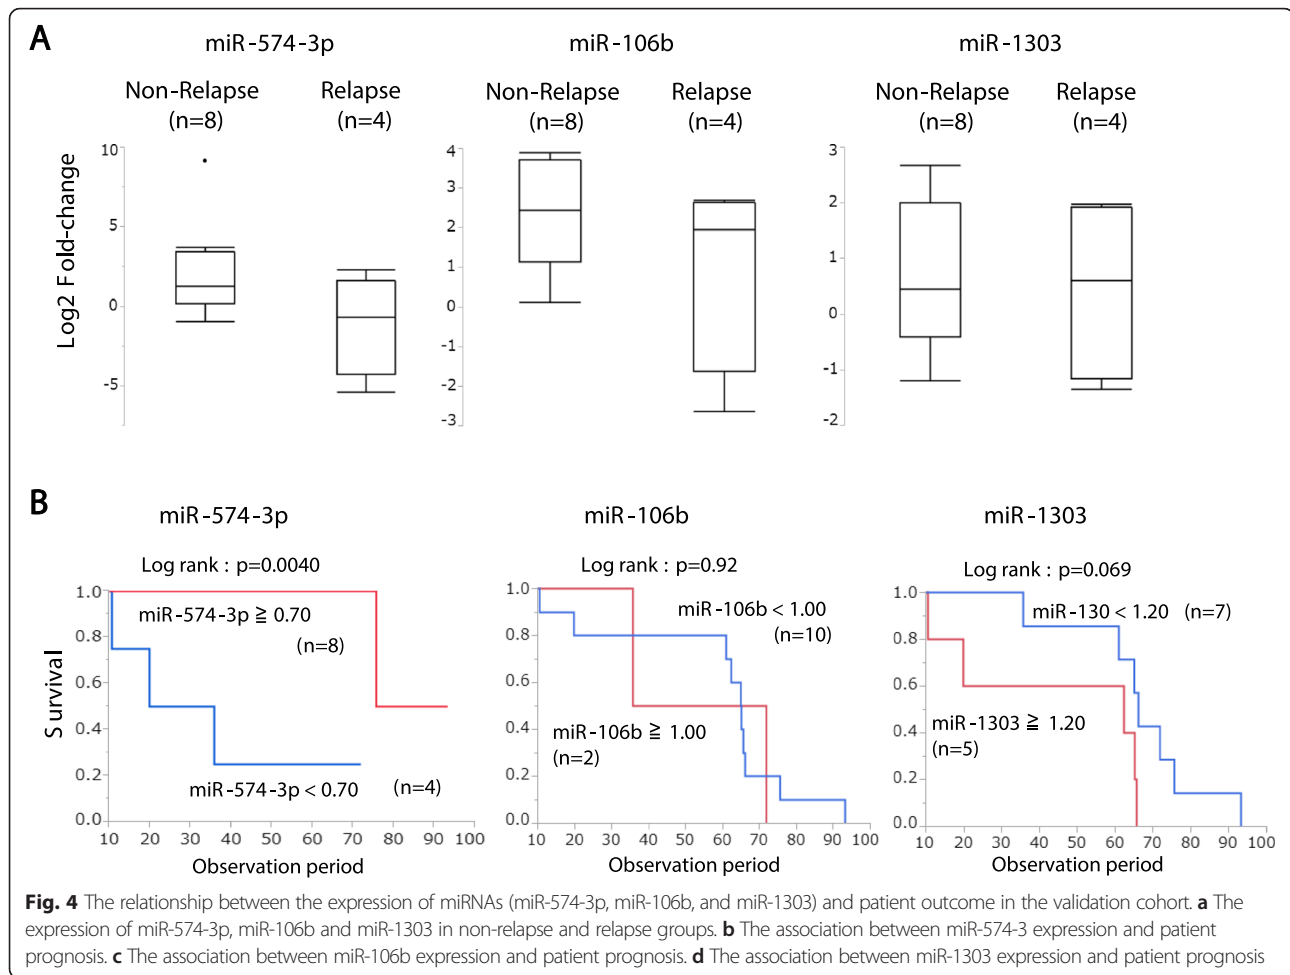 A
miR-574-3p
miR-106b
miR-1303
Non-Relapse
(n=8)
Relapse
(n=4)
Non-Relapse
(n=8)
Relapse
(n=4)
Non-Relapse
(n=8)
Relapse
(n=4)
Log2 Fold-change
10
5
0
-5
4
3
2
1
0
-1
-2
-3
3
2
1
0
-1
-2
B
miR-574-3p
Log rank : p=0.0040
1.0
0.8
0.6
0.4
0.2
0.0
Survival
miR-574-3p ≧ 0.70
(n=8)
miR-574-3p < 0.70
(n=4)
10 20 30 40 50 60 70 80 90 100
Observation period
miR-106b
Log rank : p=0.92
1.0
0.8
0.6
0.4
0.2
0.0
miR-106b < 1.00
(n=10)
miR-106b ≧ 1.00
(n=2)
10 20 30 40 50 60 70 80 90 100
Observation period
miR-1303
Log rank : p=0.069
1.0
0.8
0.6
0.4
0.2
0.0
miR-130 < 1.20 (n=7)
miR-1303 ≧ 1.20
(n=5)
10 20 30 40 50 60 70 80 90 100
Observation period
Fig. 4 The relationship between the expression of miRNAs (miR-574-3p, miR-106b, and miR-1303) and patient outcome in the validation cohort. a The
expression of miR-574-3p, miR-106b and miR-1303 in non-relapse and relapse groups. b The association between miR-574-3 expression and patient
prognosis. c The association between miR-106b expression and patient prognosis. d The association between miR-1303 expression and patient prognosis